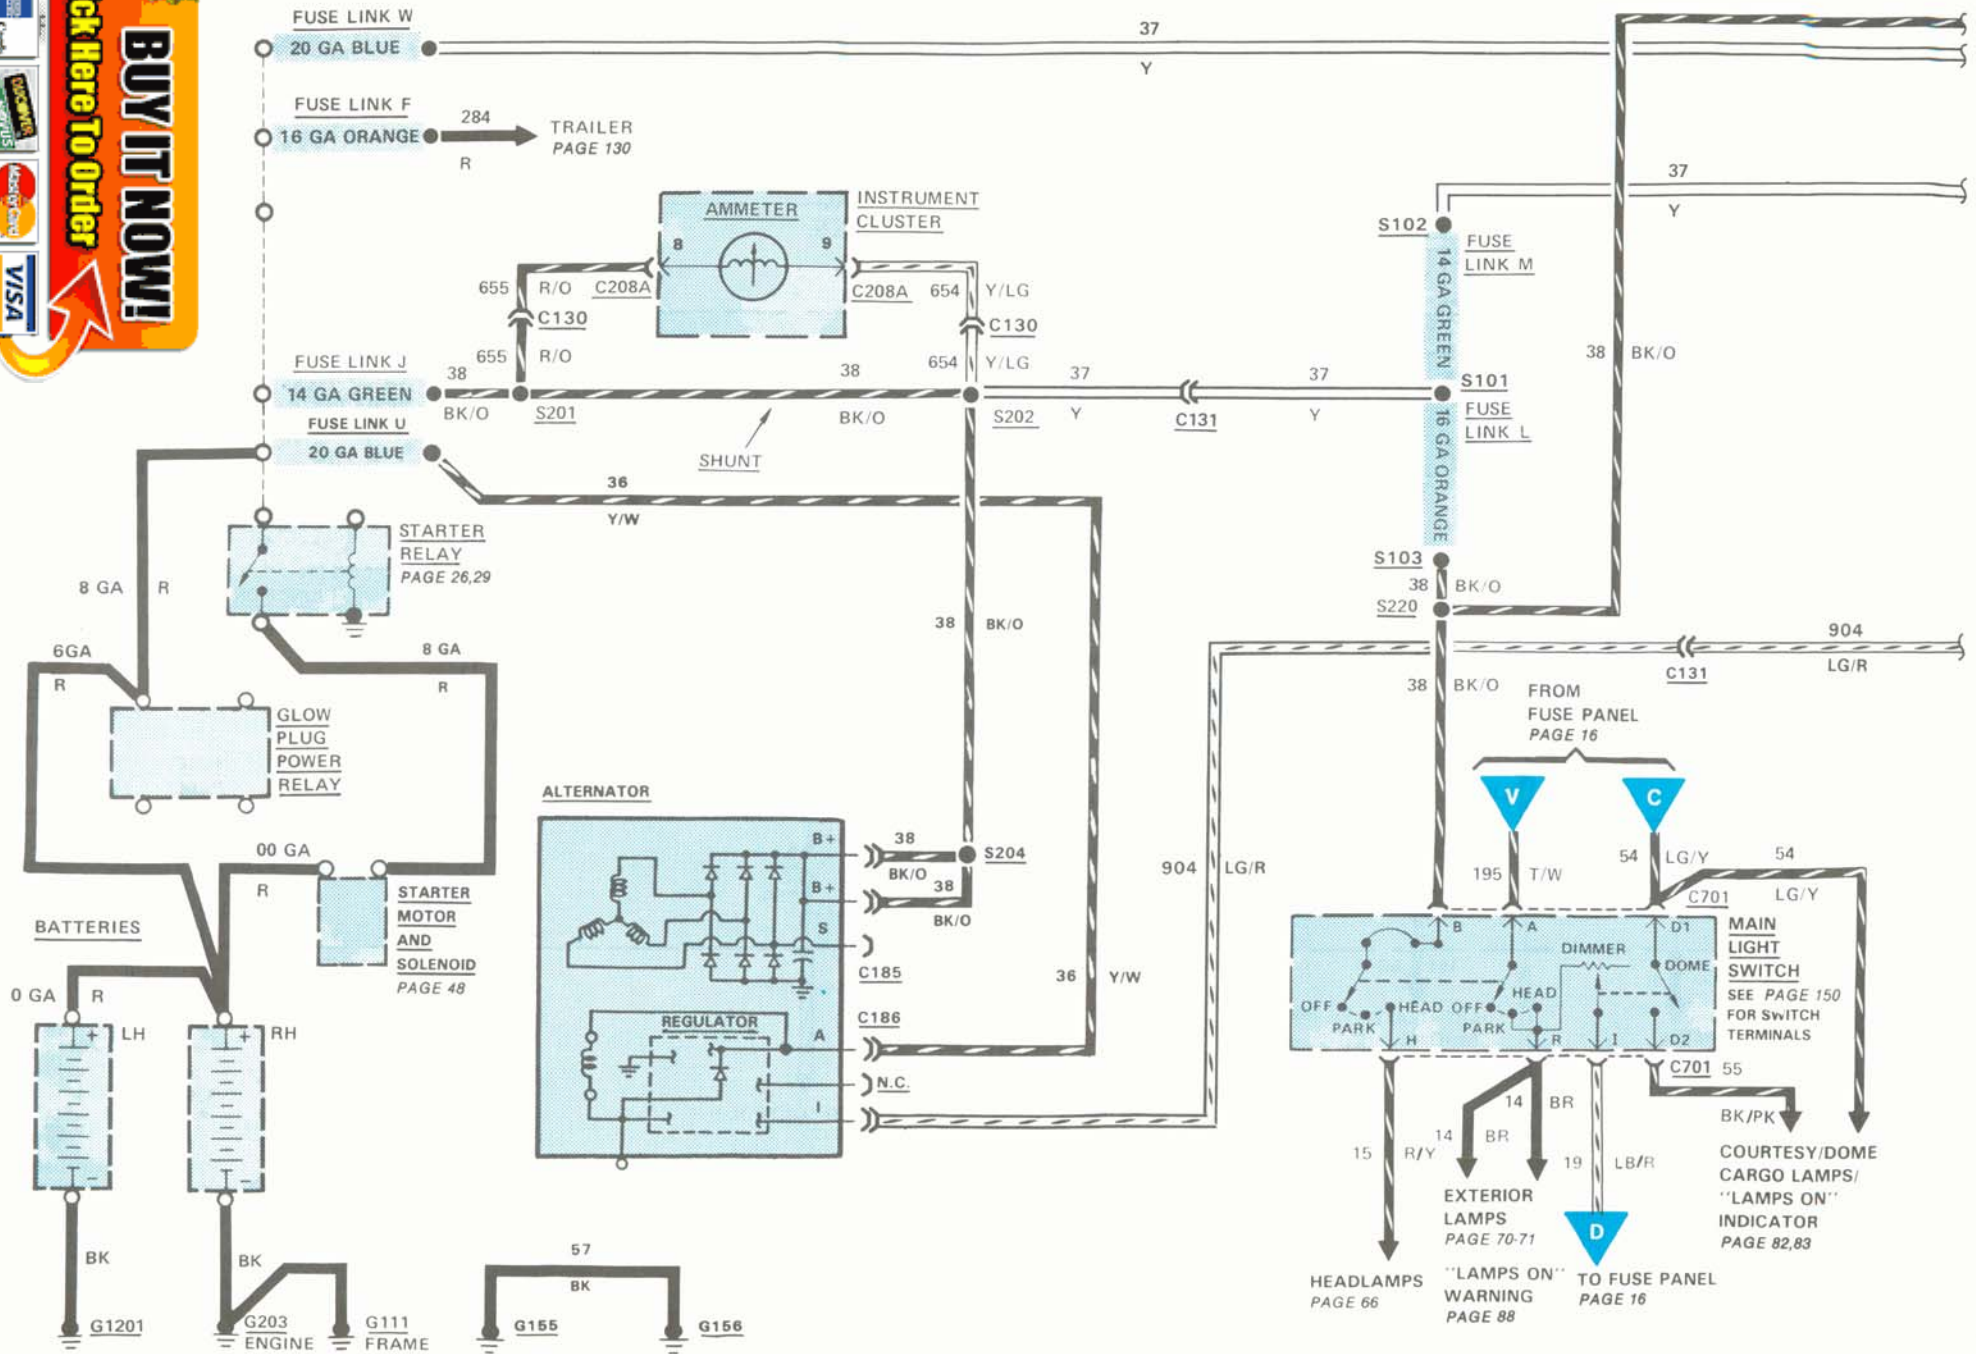 BUY IT NOW!
ck Here To Order
DISCOVER
MasterCard
VISA
FUSE LINK W
20 GA BLUE
37
Y
FUSE LINK F
16 GA ORANGE
284
R
TRAILER
PAGE 130
37
Y
AMMETER
8
9
INSTRUMENT
CLUSTER
655
R/O
C208A
C208A
654
Y/LG
C130
C130
655
R/O
654
Y/LG
S102
FUSE
LINK M
14 GA GREEN
38
BK/O
FUSE LINK J
14 GA GREEN
38
BK/O
S201
38
BK/O
SHUNT
S202
37
Y
C131
37
Y
S101
FUSE
LINK L
16 GA ORANGE
FUSE LINK U
20 GA BLUE
36
Y/W
STARTER
RELAY
PAGE 26,29
8 GA
R
S103
38
BK/O
S220
38
BK/O
904
LG/R
C131
6GA
R
8 GA
R
38
BK/O
FROM
FUSE PANEL
PAGE 16
V
C
GLOW
PLUG
POWER
RELAY
ALTERNATOR
B+
38
BK/O
S204
B+
38
BK/O
S
C185
904
LG/R
195
T/W
54
LG/Y
54
LG/Y
C701
00 GA
R
STARTER
MOTOR
AND
SOLENOID
PAGE 48
BATTERIES
0 GA
R
LH
+
-
RH
+
-
36
Y/W
REGULATOR
C186
A
N.C.
I
B
A
D1
DIMMER
DOME
OFF
PARK
HEAD
OFF
PARK
HEAD
H
R
I
D2
MAIN
LIGHT
SWITCH
SEE PAGE 150
FOR SWITCH
TERMINALS
C701
55
BK/PK
15
R/Y
14
BR
14
BR
19
LB/R
D
COURTESY/DOME
CARGO LAMPS/
"LAMPS ON"
INDICATOR
PAGE 82,83
EXTERIOR
LAMPS
PAGE 70-71
"LAMPS ON"
WARNING
PAGE 88
TO FUSE PANEL
PAGE 16
HEADLAMPS
PAGE 66
BK
G1201
BK
G203
ENGINE
G111
FRAME
57
BK
G155
G156